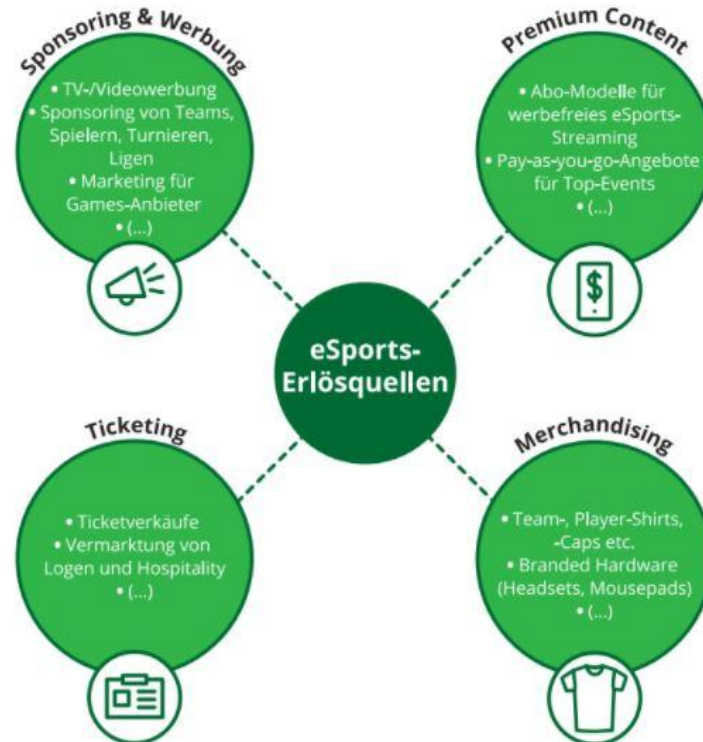 Sponsoring & Werbung
• TV-/Videowerbung
• Sponsoring von Teams,
Spielern, Turnieren,
Ligen
• Marketing für
Games-Anbieter
• (...)
Premium Content
• Abo-Modelle für
werbefreies eSports-
Streaming
• Pay-as-you-go-Angebote
für Top-Events
• (...)
$
eSports-
Erlösquellen
Ticketing
• Ticketverkäufe
• Vermarktung von
Logen und Hospitality
• (...)
Merchandising
• Team-, Player-Shirts,
-Caps etc.
• Branded Hardware
(Headsets, Mousepads)
• (...)